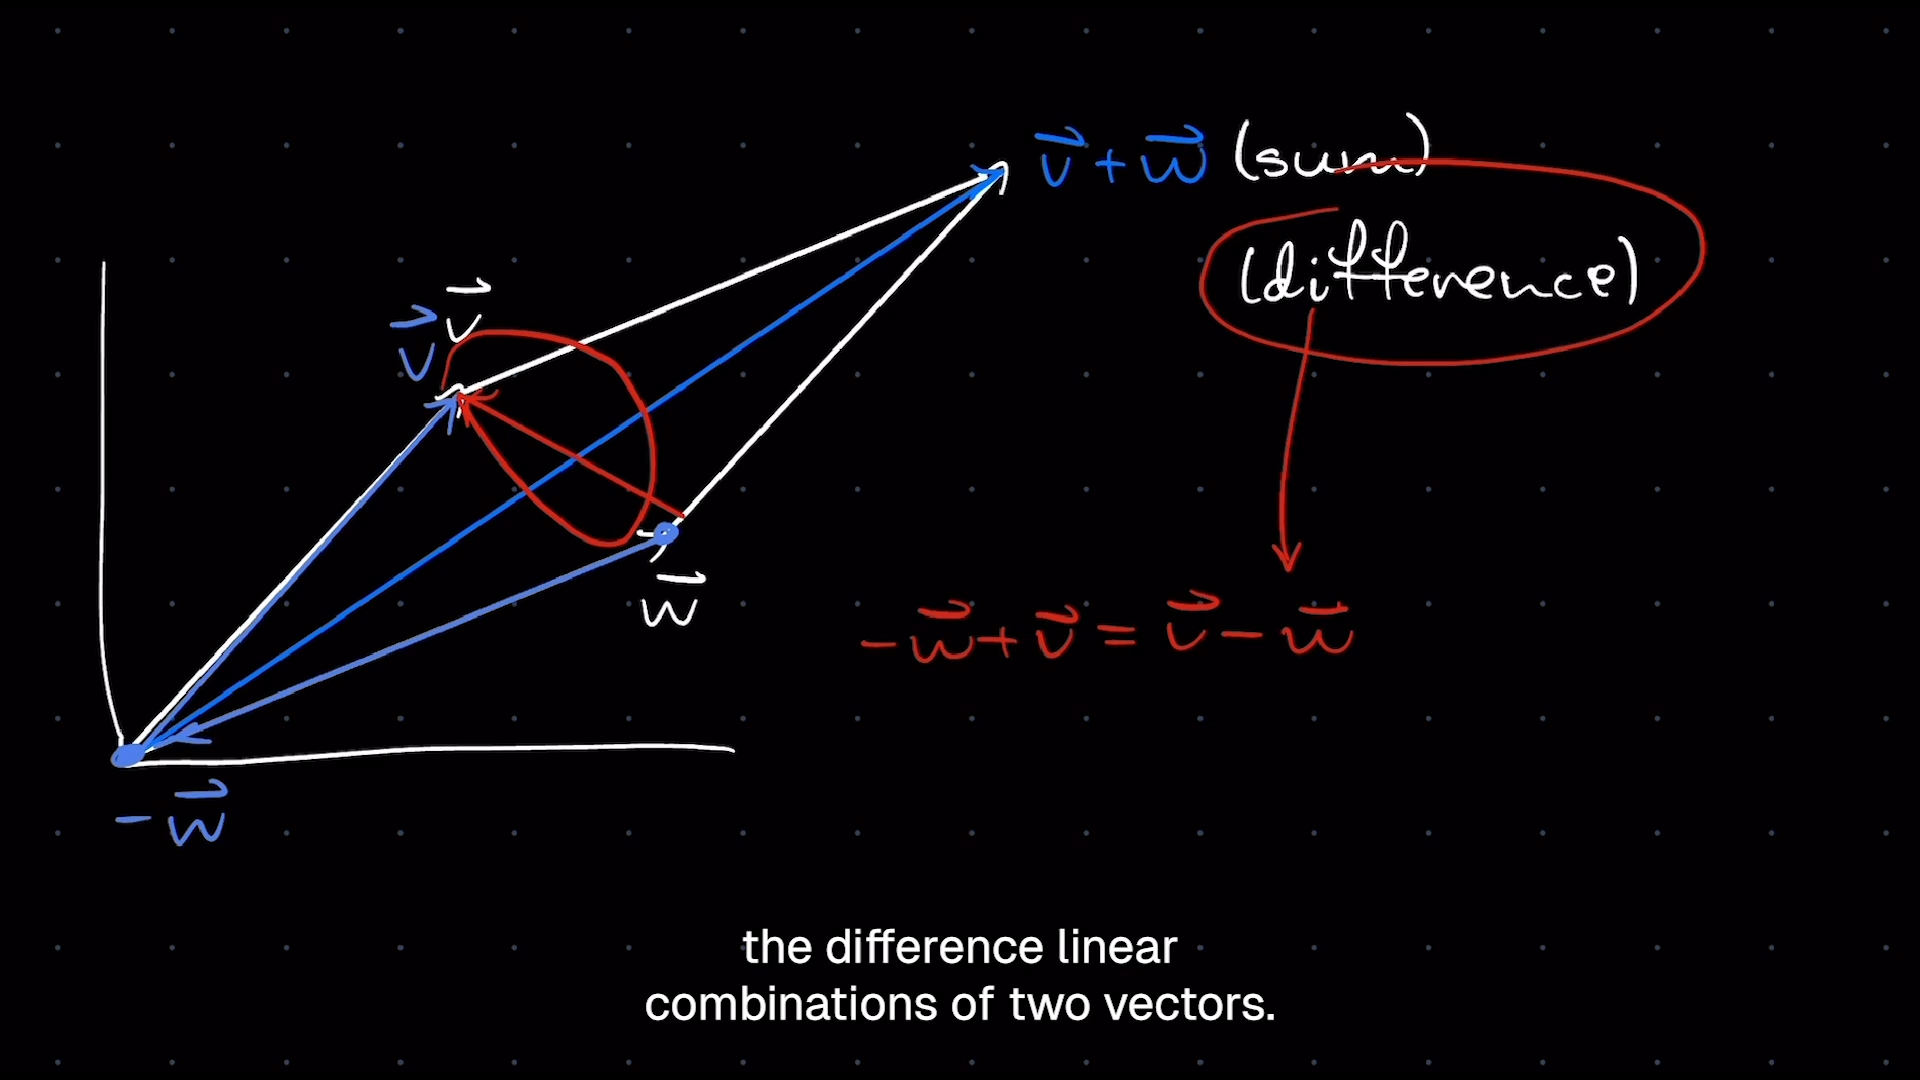 v⃗ + w⃗ (sum)
(difference)
v⃗
v⃗
w⃗
-w⃗ + v⃗ = v⃗ - w⃗
-w⃗
the difference linear
combinations of two vectors.